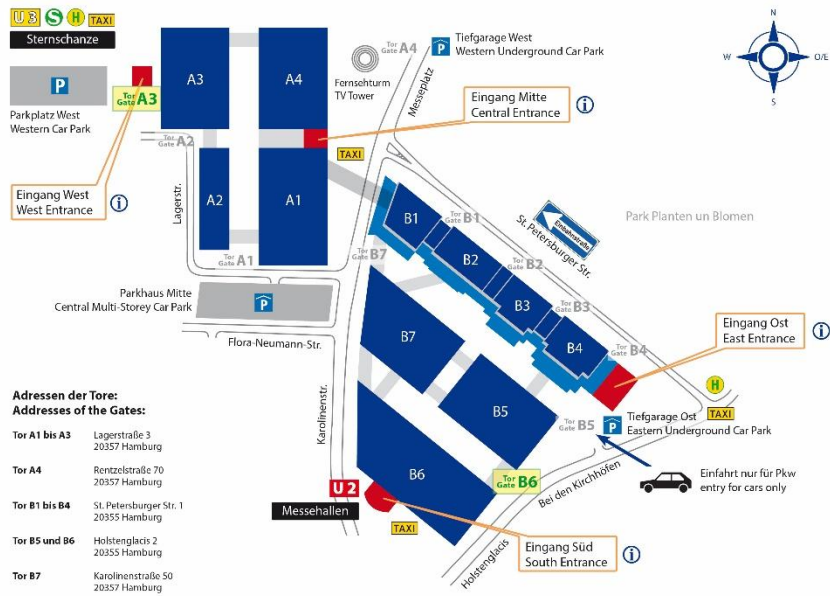 U3 S H TAXI
Sternschanze
P
Parkplatz West
Western Car Park
Tor
Gate A3
A3
A4
Fernsehturm
TV Tower
Tor
Gate A4
Messeplatz
P
Tiefgarage West
Western Underground Car Park
N
W
O/E
S
Eingang Mitte
Central Entrance
i
TAXI
Tor
Gate A2
Eingang West
West Entrance
i
Lagerstr.
A2
A1
Tor
Gate A1
Parkhaus Mitte
Central Multi-Storey Car Park
P
Flora-Neumann-Str.
Karolinenstr.
B1
Tor
Gate B1
Tor
Gate B7
B2
Tor
Gate B2
B3
Tor
Gate B3
B4
Tor
Gate B4
Einbahnstraße
St. Petersburger Str.
Park Planten un Blomen
Eingang Ost
East Entrance
i
H
TAXI
B7
B5
Tor
Gate B5
P
Tiefgarage Ost
Eastern Underground Car Park
Einfahrt nur für Pkw
entry for cars only
B6
Tor
Gate B6
Bei den Kirchhöfen
Holstenglacis
U2
Messehallen
TAXI
Eingang Süd
South Entrance
i
Adressen der Tore:
Addresses of the Gates:
Tor A1 bis A3 Lagerstraße 3
20357 Hamburg
Tor A4 Rentzelstraße 70
20357 Hamburg
Tor B1 bis B4 St. Petersburger Str. 1
20355 Hamburg
Tor B5 und B6 Holstenglacis 2
20355 Hamburg
Tor B7 Karolinenstraße 50
20357 Hamburg